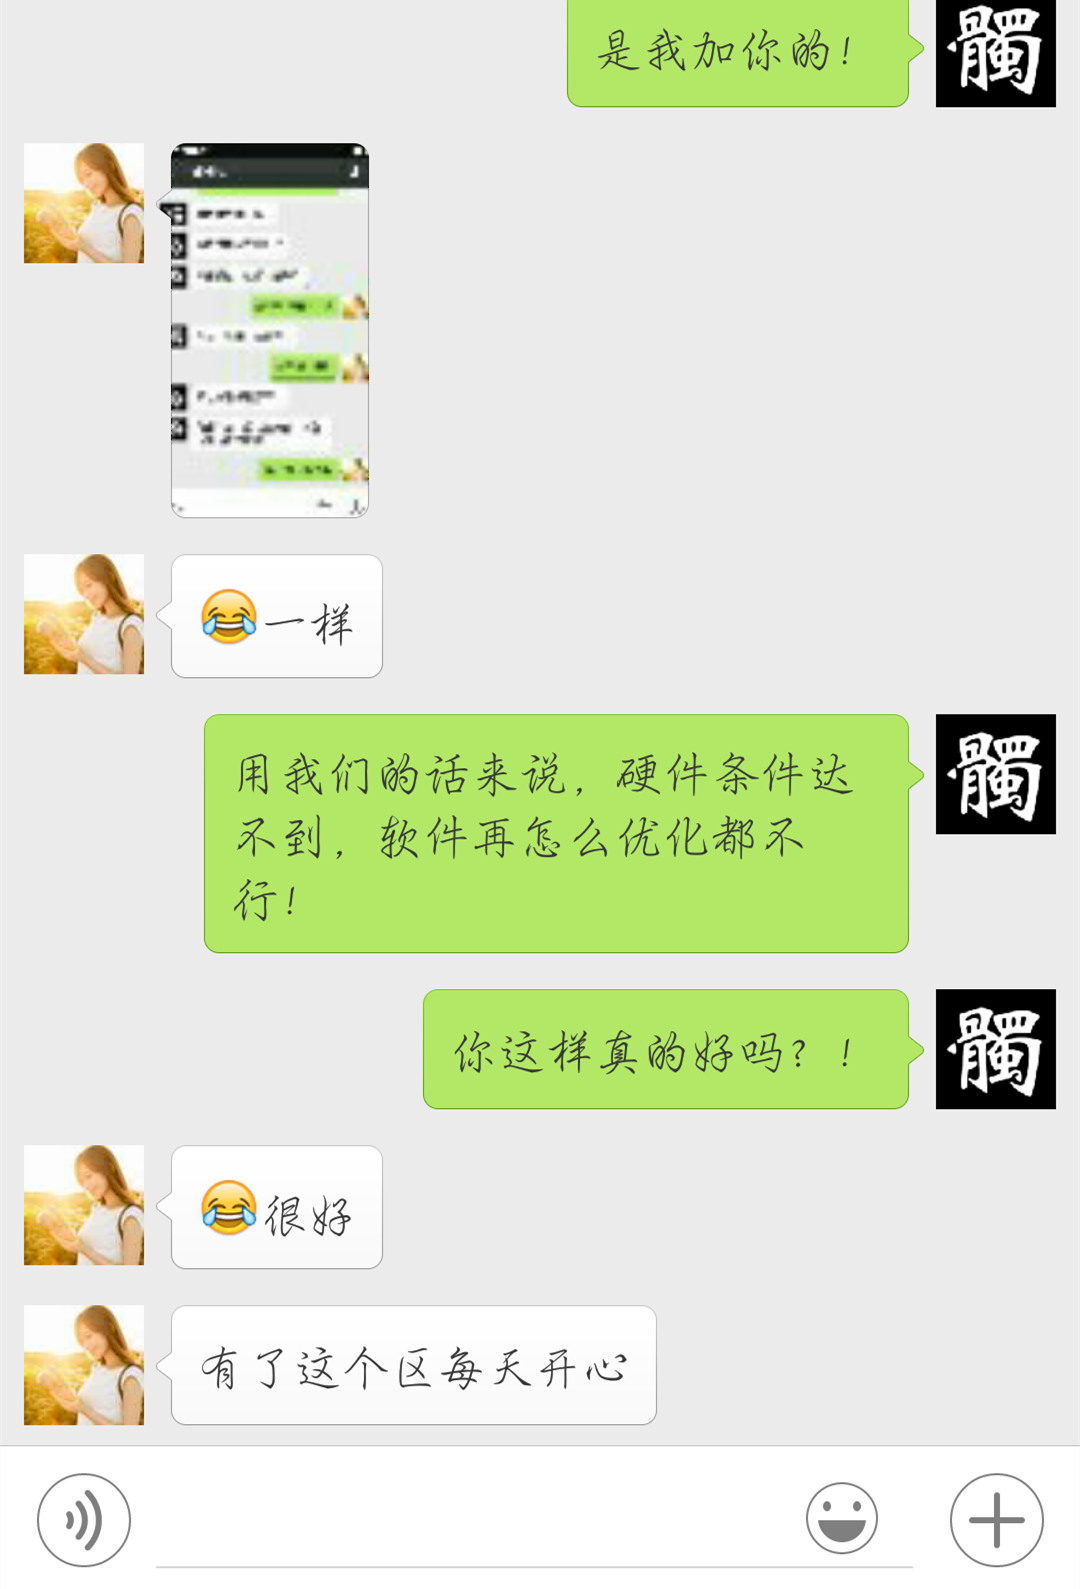 是我加你的!
髑
😂一样
用我们的话来说，硬件条件达
不到，软件再怎么优化都不
行!
髑
你这样真的好吗?!
髑
😂很好
有了这个区每天开心